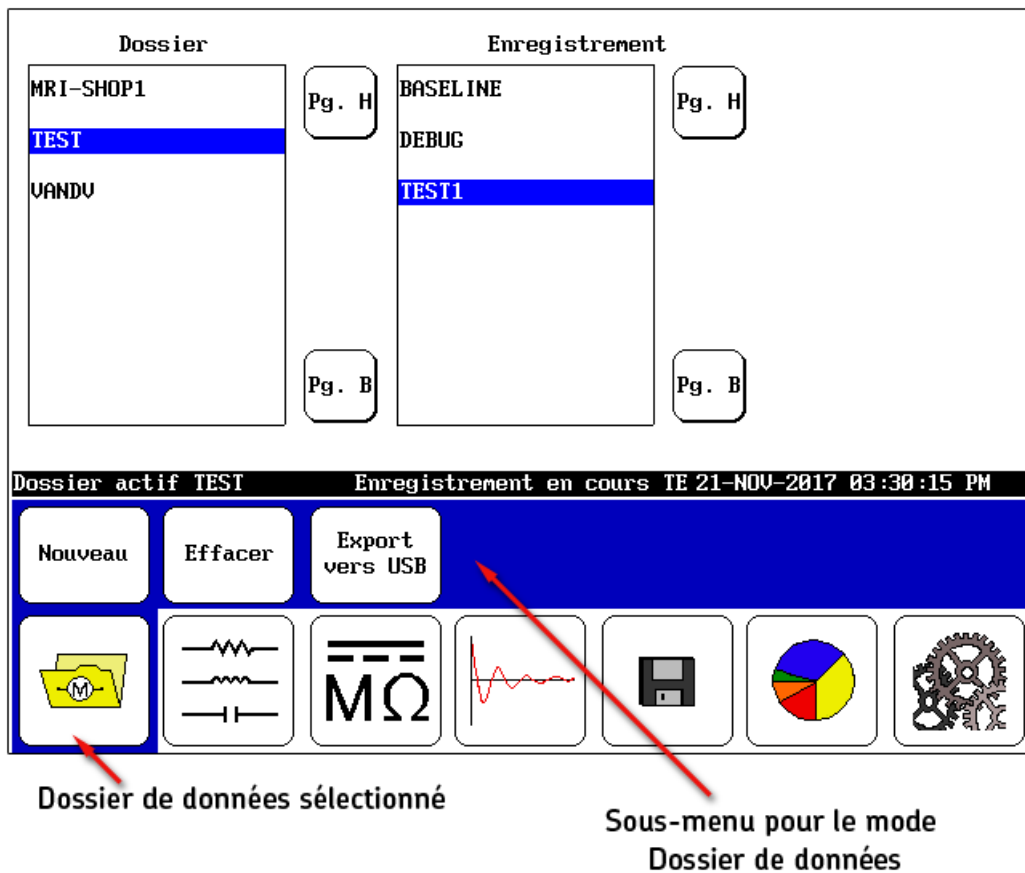 Dossier
Enregistrement
MRI-SHOP1
TEST
VANDV
Pg. H
Pg. B
BASELINE
DEBUG
TEST1
Pg. H
Pg. B
Dossier actif TEST Enregistrement en cours TE 21-NOV-2017 03:30:15 PM
Nouveau
Effacer
Export
vers USB
M
MΩ
Dossier de données sélectionné
Sous-menu pour le mode
Dossier de données